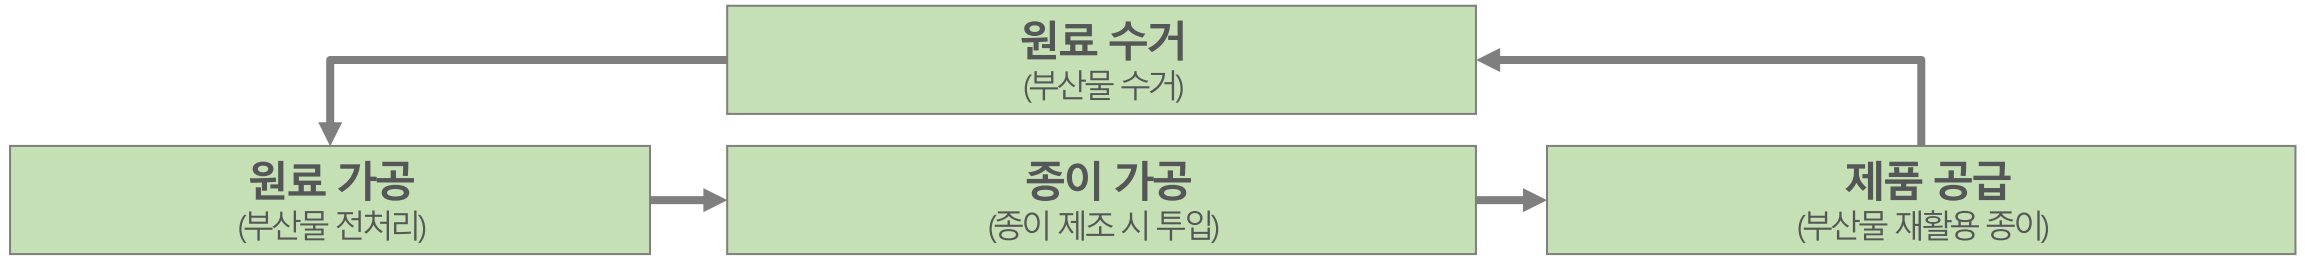 원료 수거
(부산물 수거)
원료 가공
(부산물 전처리)
종이 가공
(종이 제조 시 투입)
제품 공급
(부산물 재활용 종이)